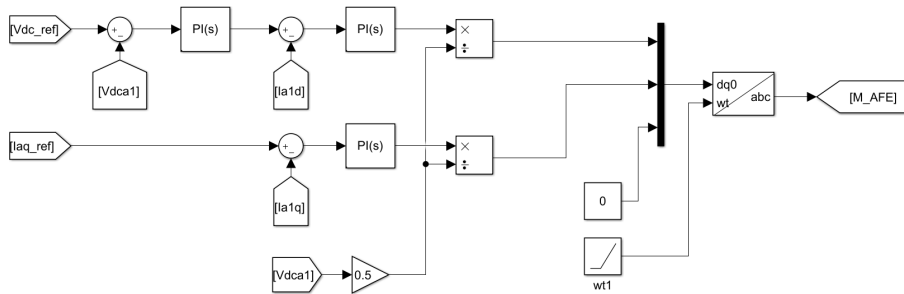 [Vdc_ref]
+
−
PI(s)
+
−
PI(s)
×
÷
[Vdca1]
[Ia1d]
dq0
wt
abc
[M_AFE]
[Iaq_ref]
+
−
PI(s)
×
÷
[Ia1q]
0
[Vdca1]
0.5
wt1